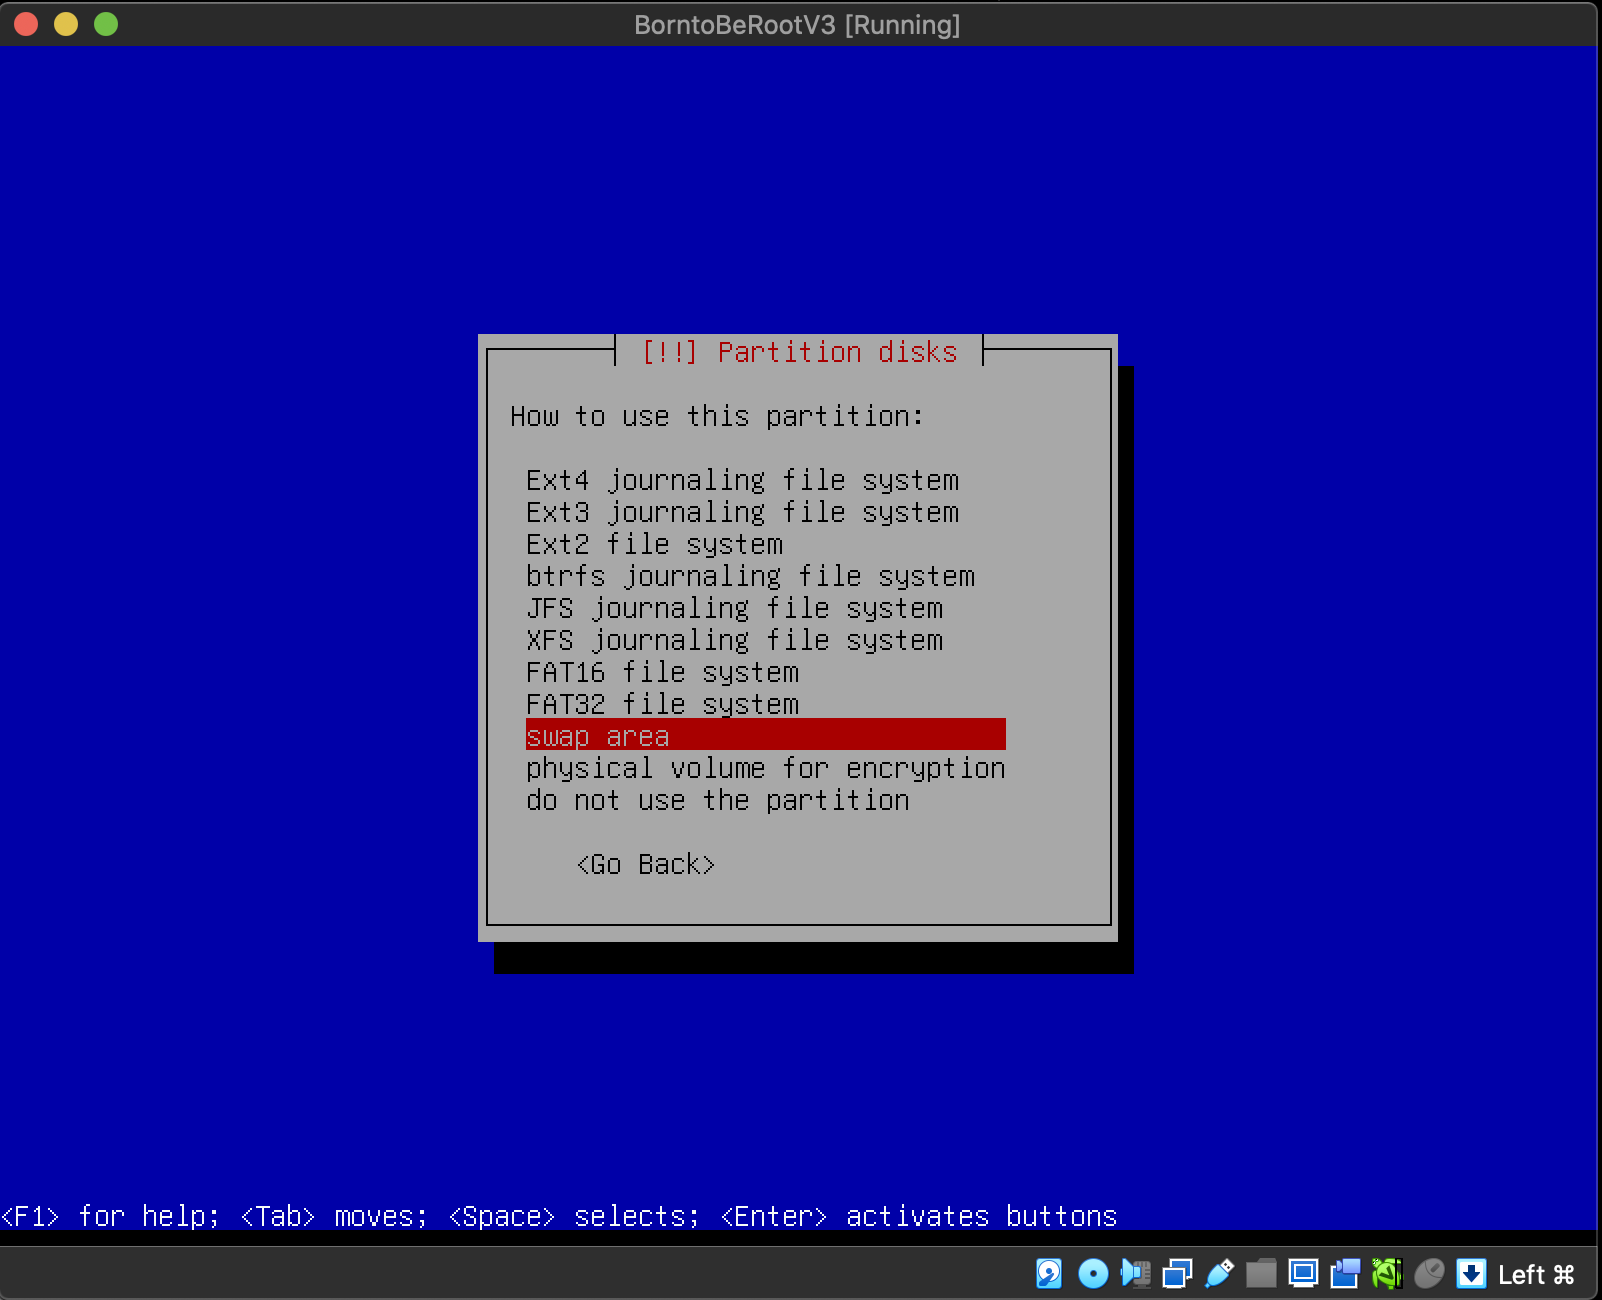 BorntoBeRootV3 [Running]
[!!] Partition disks
How to use this partition:
Ext4 journaling file system
Ext3 journaling file system
Ext2 file system
btrfs journaling file system
JFS journaling file system
XFS journaling file system
FAT16 file system
FAT32 file system
swap area
physical volume for encryption
do not use the partition
<Go Back>
<F1> for help; <Tab> moves; <Space> selects; <Enter> activates buttons
Left ⌘